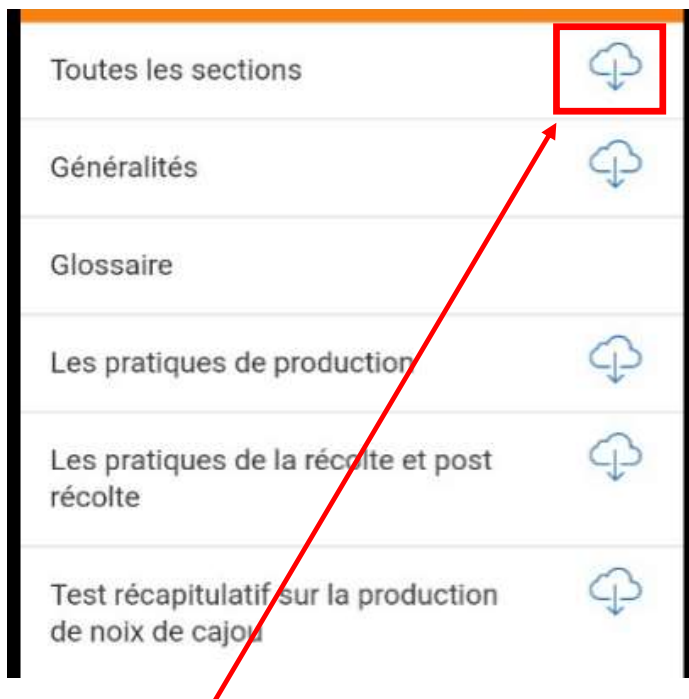 Toutes les sections
Généralités
Glossaire
Les pratiques de production
Les pratiques de la récolte et post
récolte
Test récapitulatif sur la production
de noix de cajou